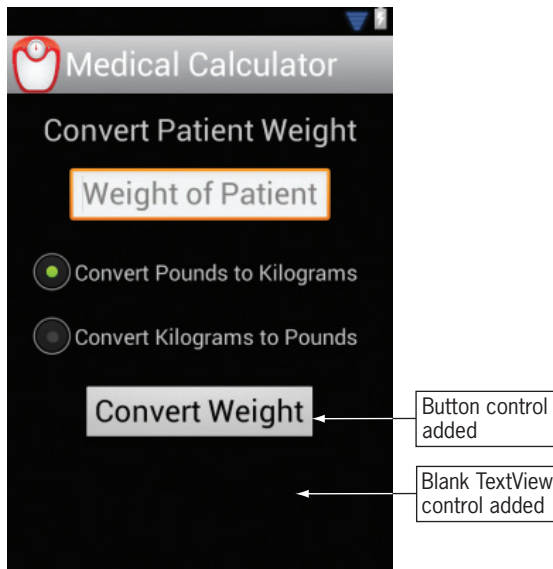 Medical Calculator
Convert Patient Weight
Weight of Patient
Convert Pounds to Kilograms
Convert Kilograms to Pounds
Convert Weight
Button control
added
Blank TextView
control added